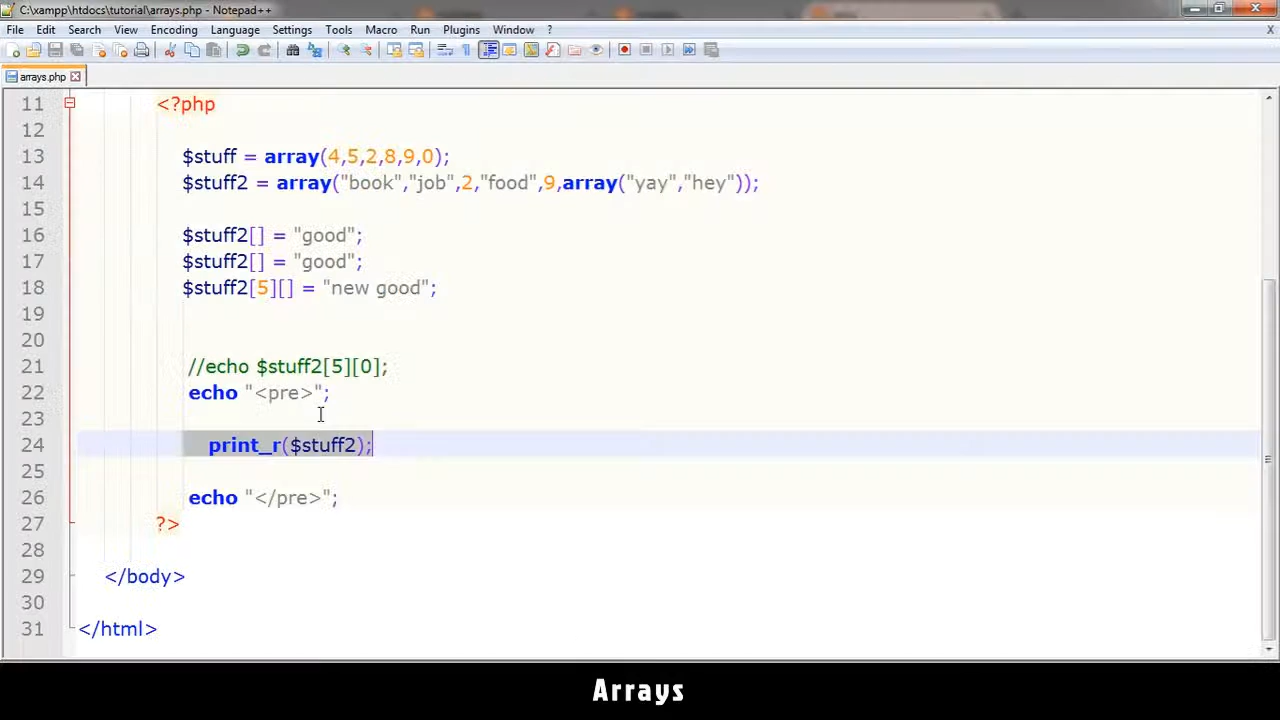 C:\xampp\htdocs\tutorial\arrays.php - Notepad++
File Edit Search View Encoding Language Settings Tools Macro Run Plugins Window ? X
arrays.php
11 <?php
12
13 $stuff = array(4,5,2,8,9,0);
14 $stuff2 = array("book","job",2,"food",9,array("yay","hey"));
15
16 $stuff2[] = "good";
17 $stuff2[] = "good";
18 $stuff2[5][] = "new good";
19
20
21 //echo $stuff2[5][0];
22 echo "<pre>";
23
24 print_r($stuff2);
25
26 echo "</pre>";
27 ?>
28
29 </body>
30
31 </html>
Arrays